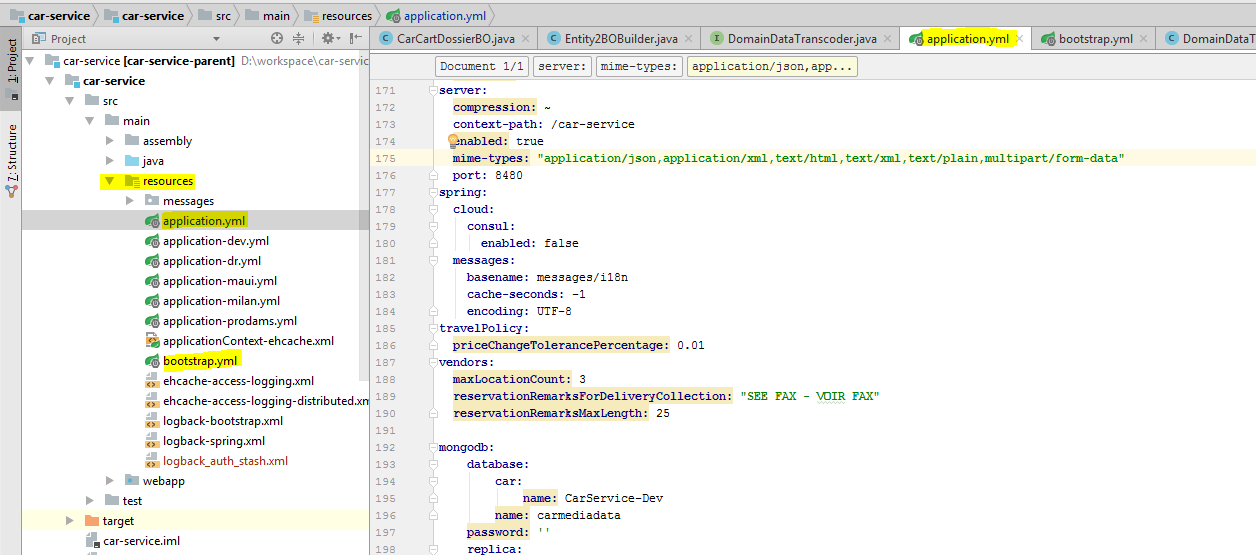 car-service car-service src main resources application.yml
Project
CarCartDossierBO.java Entity2BOBuilder.java DomainDataTranscoder.java application.yml bootstrap.yml DomainDataT
1: Project
7: Structure
car-service [car-service-parent] D:\workspace\car-servic
car-service
src
main
assembly
java
resources
messages
application.yml
application-dev.yml
application-dr.yml
application-maui.yml
application-milan.yml
application-prodams.yml
applicationContext-ehcache.xml
bootstrap.yml
ehcache-access-logging.xml
ehcache-access-logging-distributed.xm
logback-bootstrap.xml
logback-spring.xml
logback_auth_stash.xml
webapp
test
target
car-service.iml
Document 1/1 server: mime-types: application/json,app...
171 server:
172 compression: ~
173 context-path: /car-service
174 enabled: true
175 mime-types: "application/json,application/xml,text/html,text/xml,text/plain,multipart/form-data"
176 port: 8480
177 spring:
178 cloud:
179 consul:
180 enabled: false
181 messages:
182 basename: messages/i18n
183 cache-seconds: -1
184 encoding: UTF-8
185 travelPolicy:
186 priceChangeTolerancePercentage: 0.01
187 vendors:
188 maxLocationCount: 3
189 reservationRemarksForDeliveryCollection: "SEE FAX - VOIR FAX"
190 reservationRemarksMaxLength: 25
191
192 mongodb:
193 database:
194 car:
195 name: CarService-Dev
196 name: carmediadata
197 password: ''
198 replica: